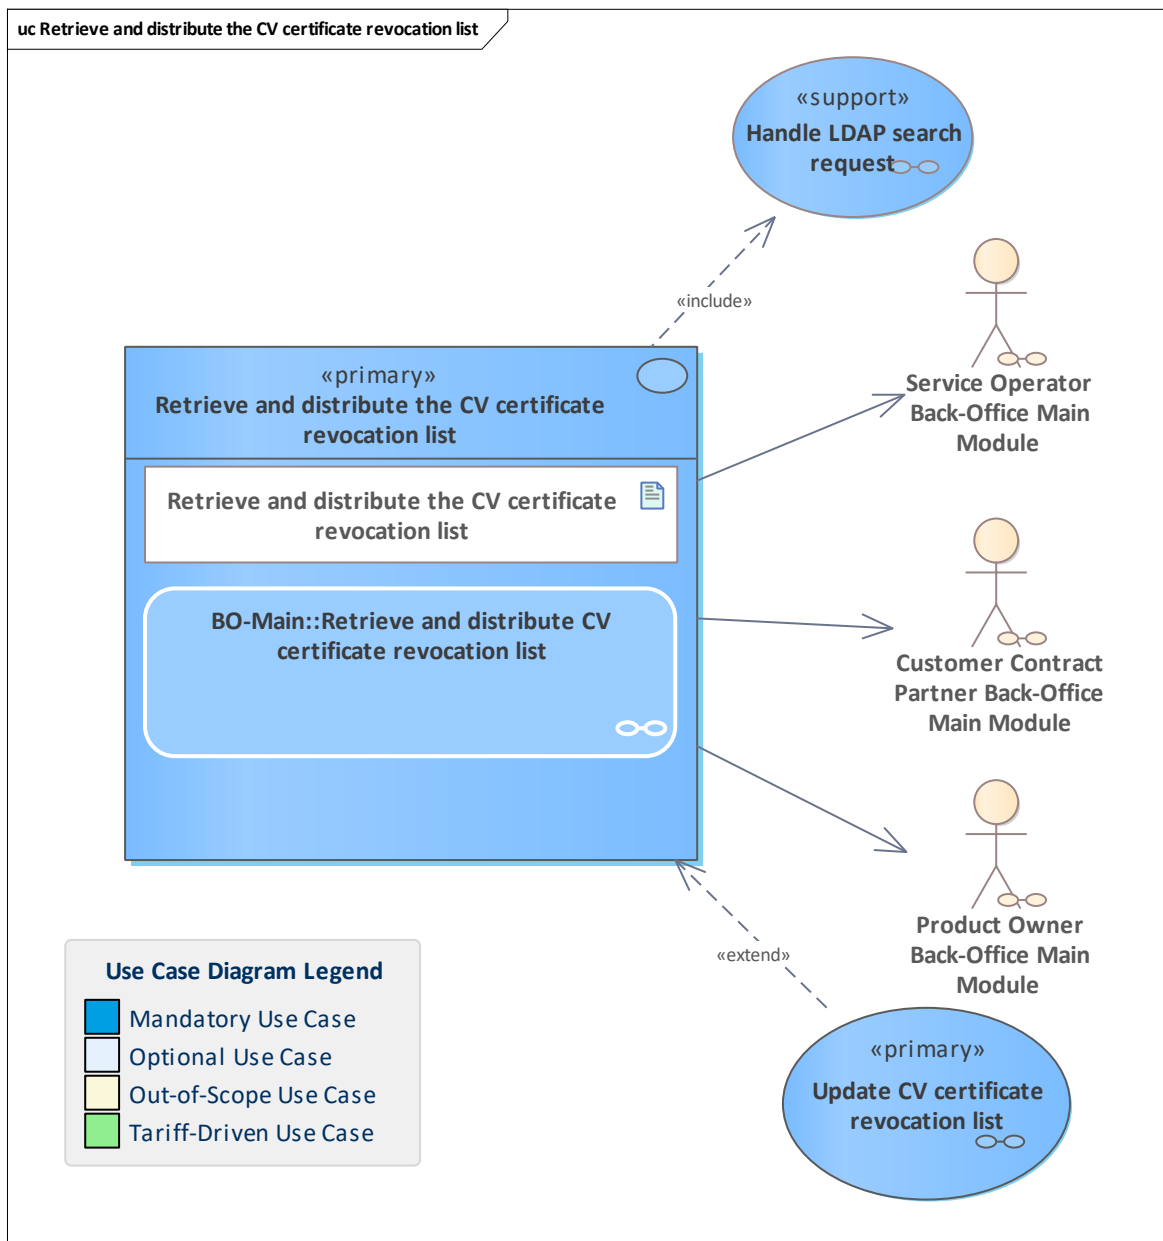 uc Retrieve and distribute the CV certificate revocation list
«support»
Handle LDAP search
request
«include»
Service Operator
Back-Office Main
Module
«primary»
Retrieve and distribute the CV certificate
revocation list
Retrieve and distribute the CV certificate
revocation list
BO-Main::Retrieve and distribute CV
certificate revocation list
Customer Contract
Partner Back-Office
Main Module
Product Owner
Back-Office Main
Module
«extend»
«primary»
Update CV certificate
revocation list
Use Case Diagram Legend
Mandatory Use Case
Optional Use Case
Out-of-Scope Use Case
Tariff-Driven Use Case